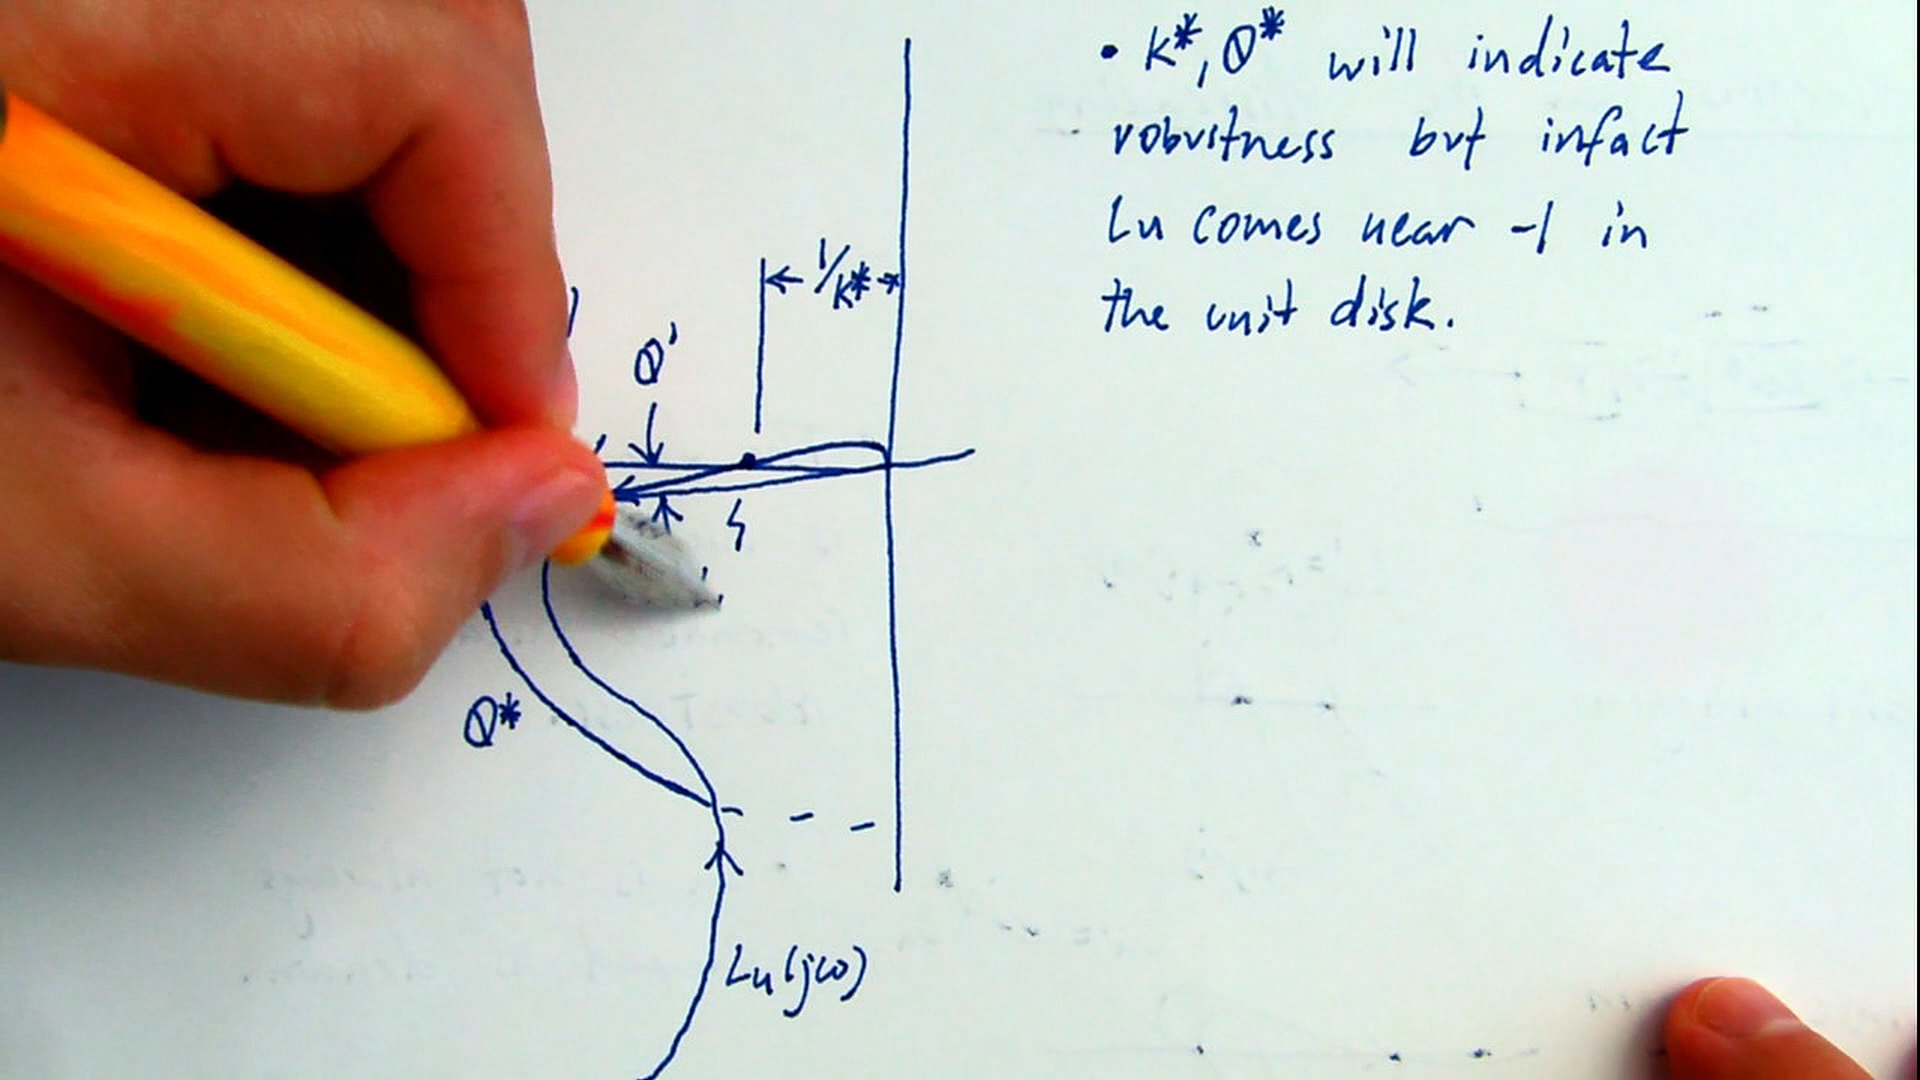 • K*, θ* will indicate
robustness but infact
Lu comes near -1 in
the unit disk.
1/K*
θ'
θ*
Lu(jω)